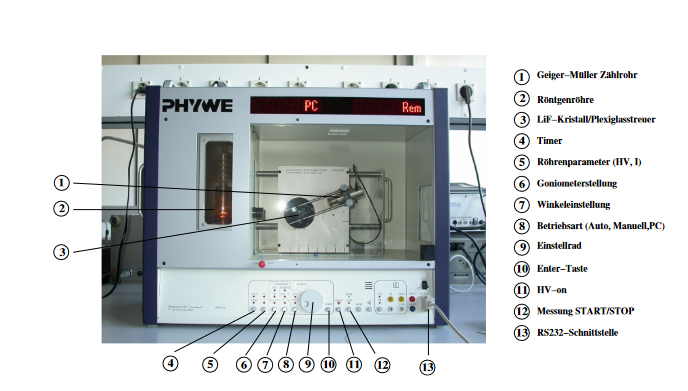 PHYWE
PC
Rem
1
2
3
4
5
6
7
8
9
10
11
12
13
1 Geiger–Müller Zählrohr
2 Röntgenröhre
3 LiF–Kristall/Plexiglasstreuer
4 Timer
5 Röhrenparameter (HV, I)
6 Goniometerstellung
7 Winkeleinstellung
8 Betriebsart (Auto, Manuell,PC)
9 Einstellrad
10 Enter–Taste
11 HV–on
12 Messung START/STOP
13 RS232–Schnittstelle